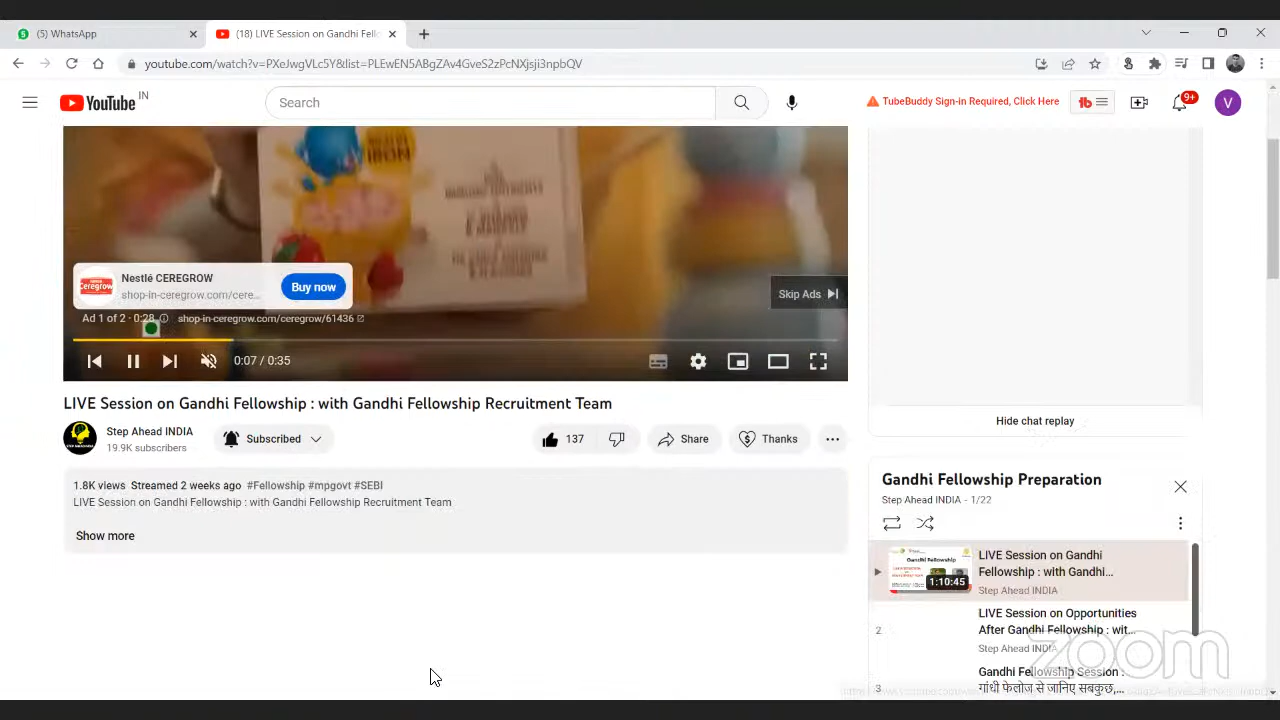 (5) WhatsApp
(18) LIVE Session on Gandhi Fell
youtube.com/watch?v=PXeJwgVLc5Y&list=PLEwEN5ABgZAv4GveS2zPcNXjsji3npbQV
YouTube IN
Search
TubeBuddy Sign-in Required, Click Here
tb
9+
V
IRON
Nestlé CEREGROW
shop-in-ceregrow.com/cere...
Buy now
Skip Ads
Ad 1 of 2 · 0:28
shop-in-ceregrow.com/ceregrow/61436
0:07 / 0:35
LIVE Session on Gandhi Fellowship : with Gandhi Fellowship Recruitment Team
Step Ahead INDIA
19.9K subscribers
Subscribed
137
Share
Thanks
1.8K views Streamed 2 weeks ago #Fellowship #mpgovt #SEBI
LIVE Session on Gandhi Fellowship : with Gandhi Fellowship Recruitment Team
Show more
Hide chat replay
Gandhi Fellowship Preparation
Step Ahead INDIA - 1/22
Gandhi Fellowship
1:10:45
LIVE Session on Gandhi
Fellowship : with Gandhi...
Step Ahead INDIA
2
LIVE Session on Opportunities
After Gandhi Fellowship : wit...
Step Ahead INDIA
3
Gandhi Fellowship Session :
गांधी फेलोज से जानिए सबकुछ,...
zoom